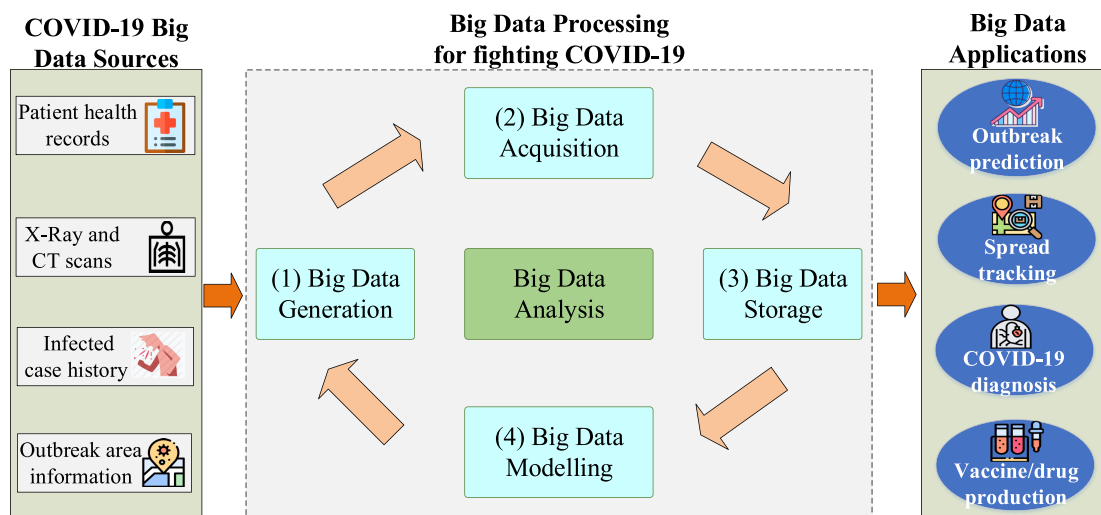 COVID-19 Big
Data Sources
Patient health
records
X-Ray and
CT scans
Infected
case history
Outbreak area
information
Big Data Processing
for fighting COVID-19
(2) Big Data
Acquisition
(1) Big Data
Generation
Big Data
Analysis
(3) Big Data
Storage
(4) Big Data
Modelling
Big Data
Applications
Outbreak
prediction
Spread
tracking
COVID-19
diagnosis
Vaccine/drug
production